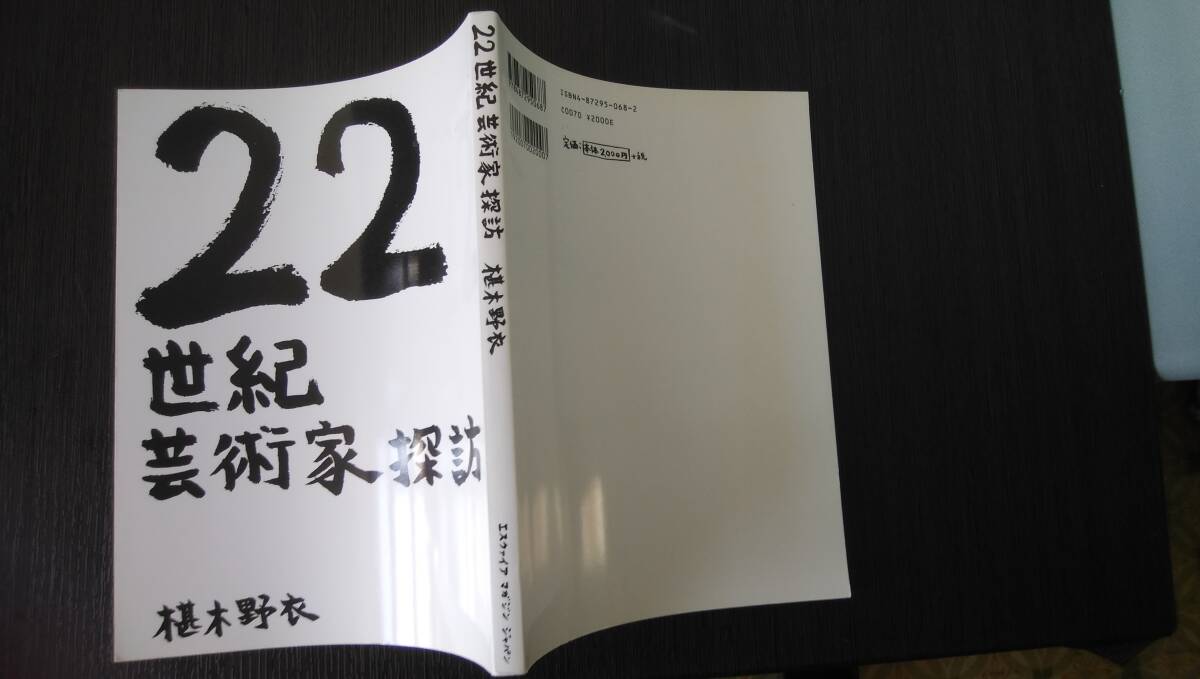 22
世紀
芸術家探訪
椹木野衣
22世紀芸術家探訪 椹木野衣
エスクァイア マガジン ジャパン
ISBN4-87295-068-2
C0070 ¥2000E
定価:本体2,000円+税